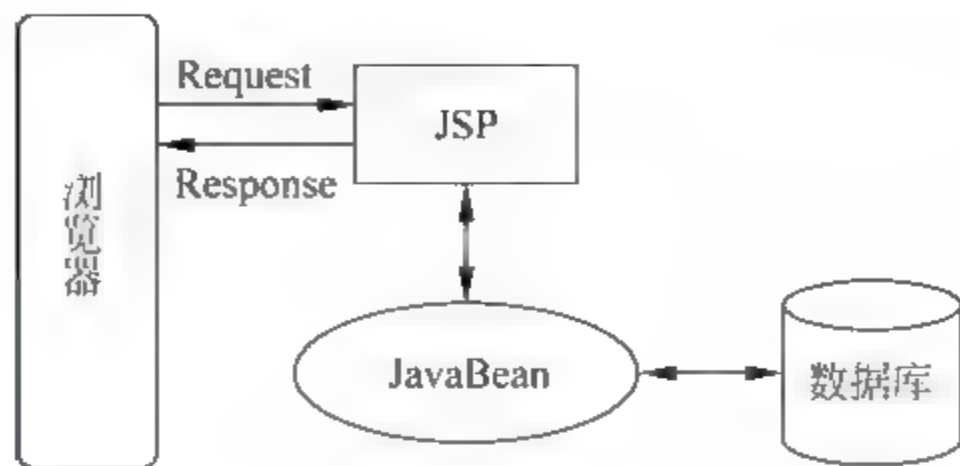 Request
JSP
Response
浏览器
JavaBean
数据库